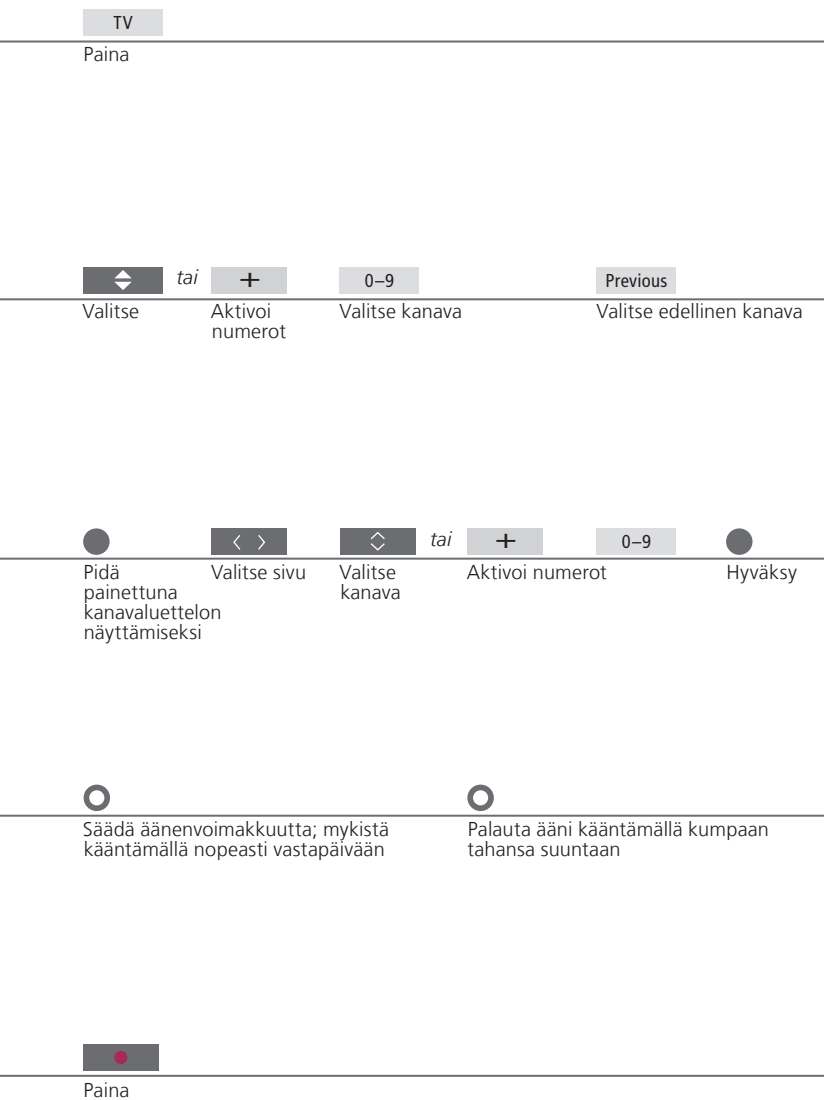 TV
Paina
tai + 0–9 Previous
Valitse Aktivoi Valitse kanava Valitse edellinen kanava
numerot
tai + 0–9
Pidä Valitse sivu Valitse Aktivoi numerot Hyväksy
painettuna kanava
kanavaluettelon
näyttämiseksi
Säädä äänenvoimakkuutta; mykistä Palauta ääni kääntämällä kumpaan
kääntämällä nopeasti vastapäivään tahansa suuntaan
Paina